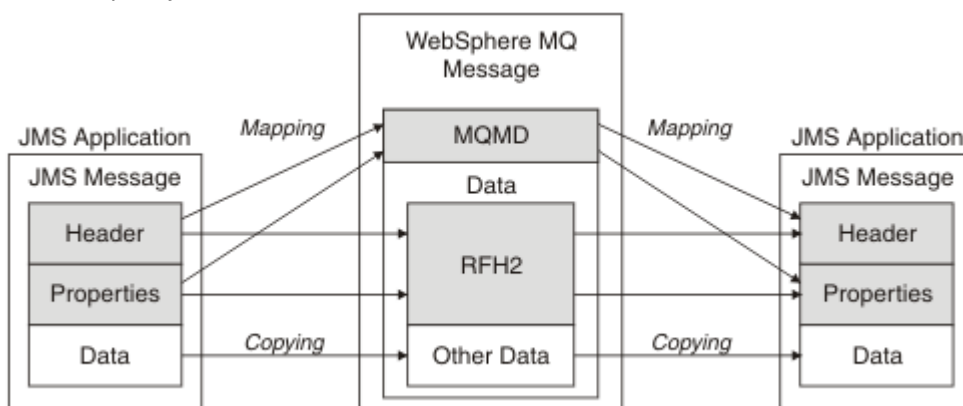 WebSphere MQ
Message
JMS Application
JMS Message
Header
Properties
Data
Mapping
Copying
MQMD
Data
RFH2
Other Data
Mapping
Copying
JMS Application
JMS Message
Header
Properties
Data